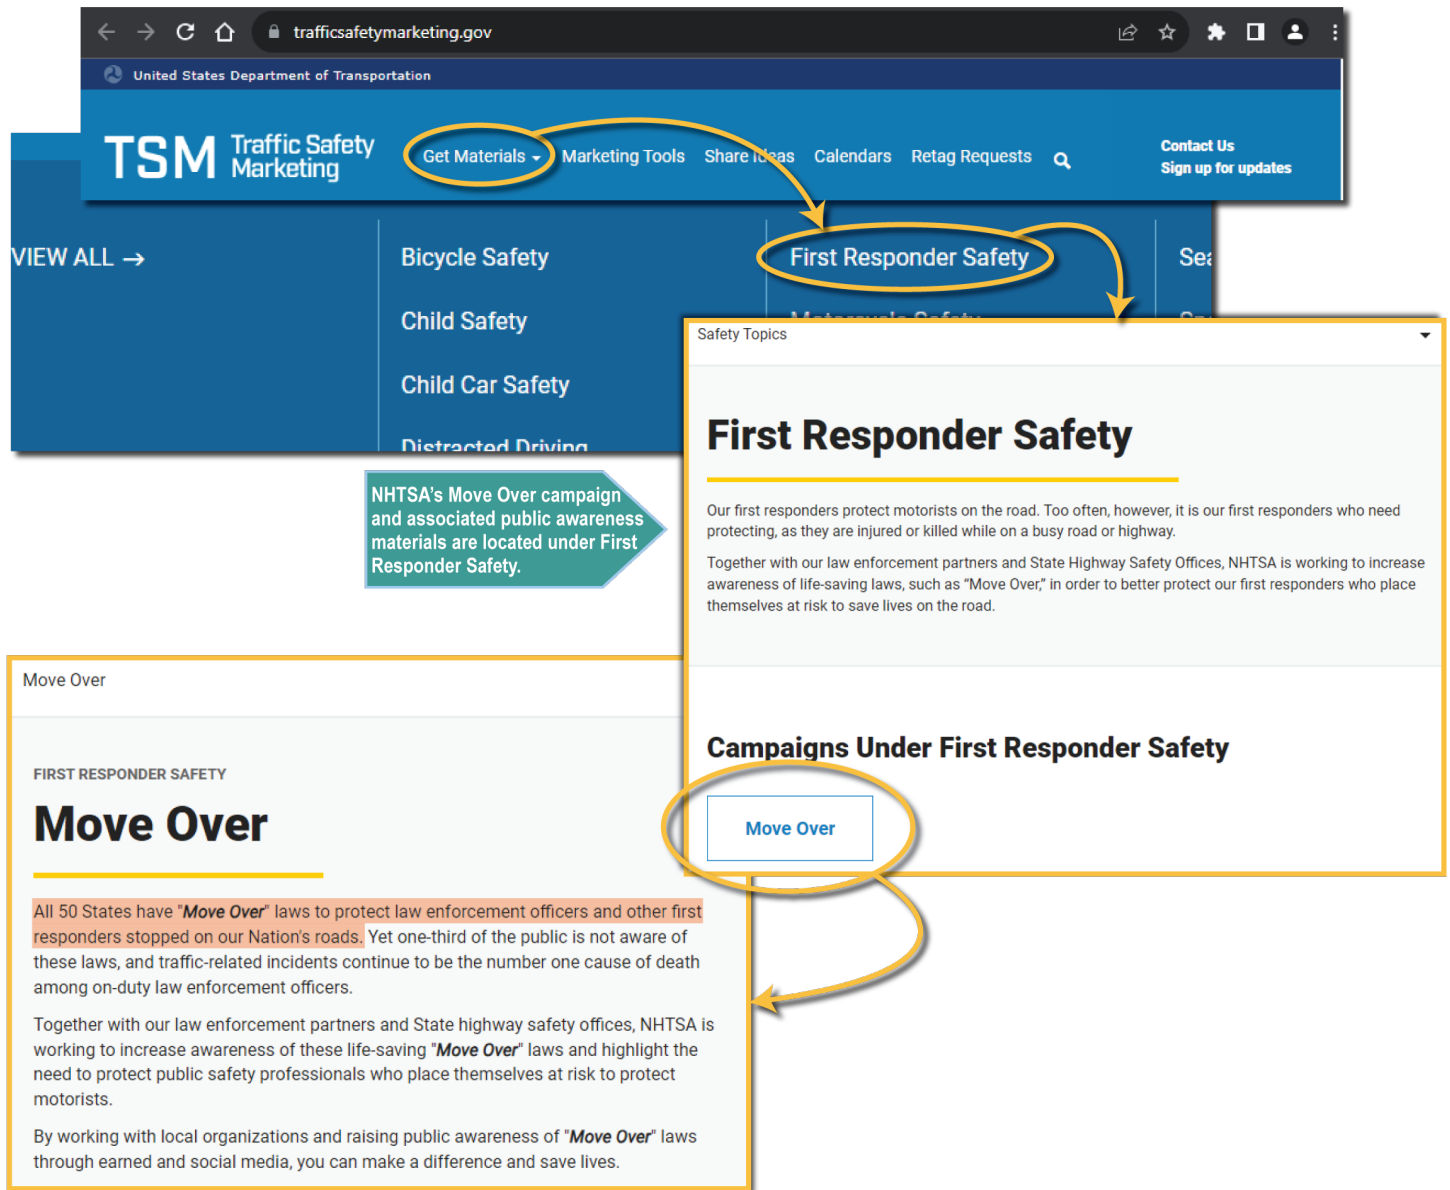 trafficsafetymarketing.gov
United States Department of Transportation
TSM Traffic Safety Marketing
Get Materials
Marketing Tools
Share Ideas
Calendars
Retag Requests
Contact Us
Sign up for updates
VIEW ALL →
Bicycle Safety
Child Safety
Child Car Safety
Distracted Driving
First Responder Safety
Motorcycle Safety
Safety Topics
First Responder Safety
Our first responders protect motorists on the road. Too often, however, it is our first responders who need
protecting, as they are injured or killed while on a busy road or highway.
Together with our law enforcement partners and State Highway Safety Offices, NHTSA is working to increase
awareness of life-saving laws, such as “Move Over,” in order to better protect our first responders who place
themselves at risk to save lives on the road.
Campaigns Under First Responder Safety
Move Over
NHTSA’s Move Over campaign
and associated public awareness
materials are located under First
Responder Safety.
Move Over
FIRST RESPONDER SAFETY
Move Over
All 50 States have "Move Over" laws to protect law enforcement officers and other first
responders stopped on our Nation's roads. Yet one-third of the public is not aware of
these laws, and traffic-related incidents continue to be the number one cause of death
among on-duty law enforcement officers.
Together with our law enforcement partners and State highway safety offices, NHTSA is
working to increase awareness of these life-saving "Move Over" laws and highlight the
need to protect public safety professionals who place themselves at risk to protect
motorists.
By working with local organizations and raising public awareness of "Move Over" laws
through earned and social media, you can make a difference and save lives.